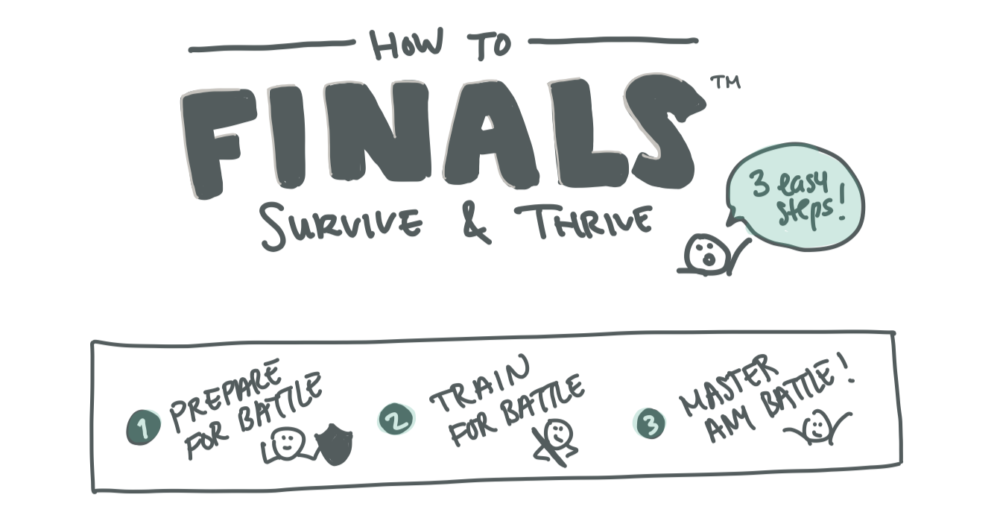 HOW TO
FINALS™
SURVIVE & THRIVE
3 easy
steps!
1 PREPARE
FOR BATTLE
2 TRAIN
FOR BATTLE
3 MASTER
ANY BATTLE!